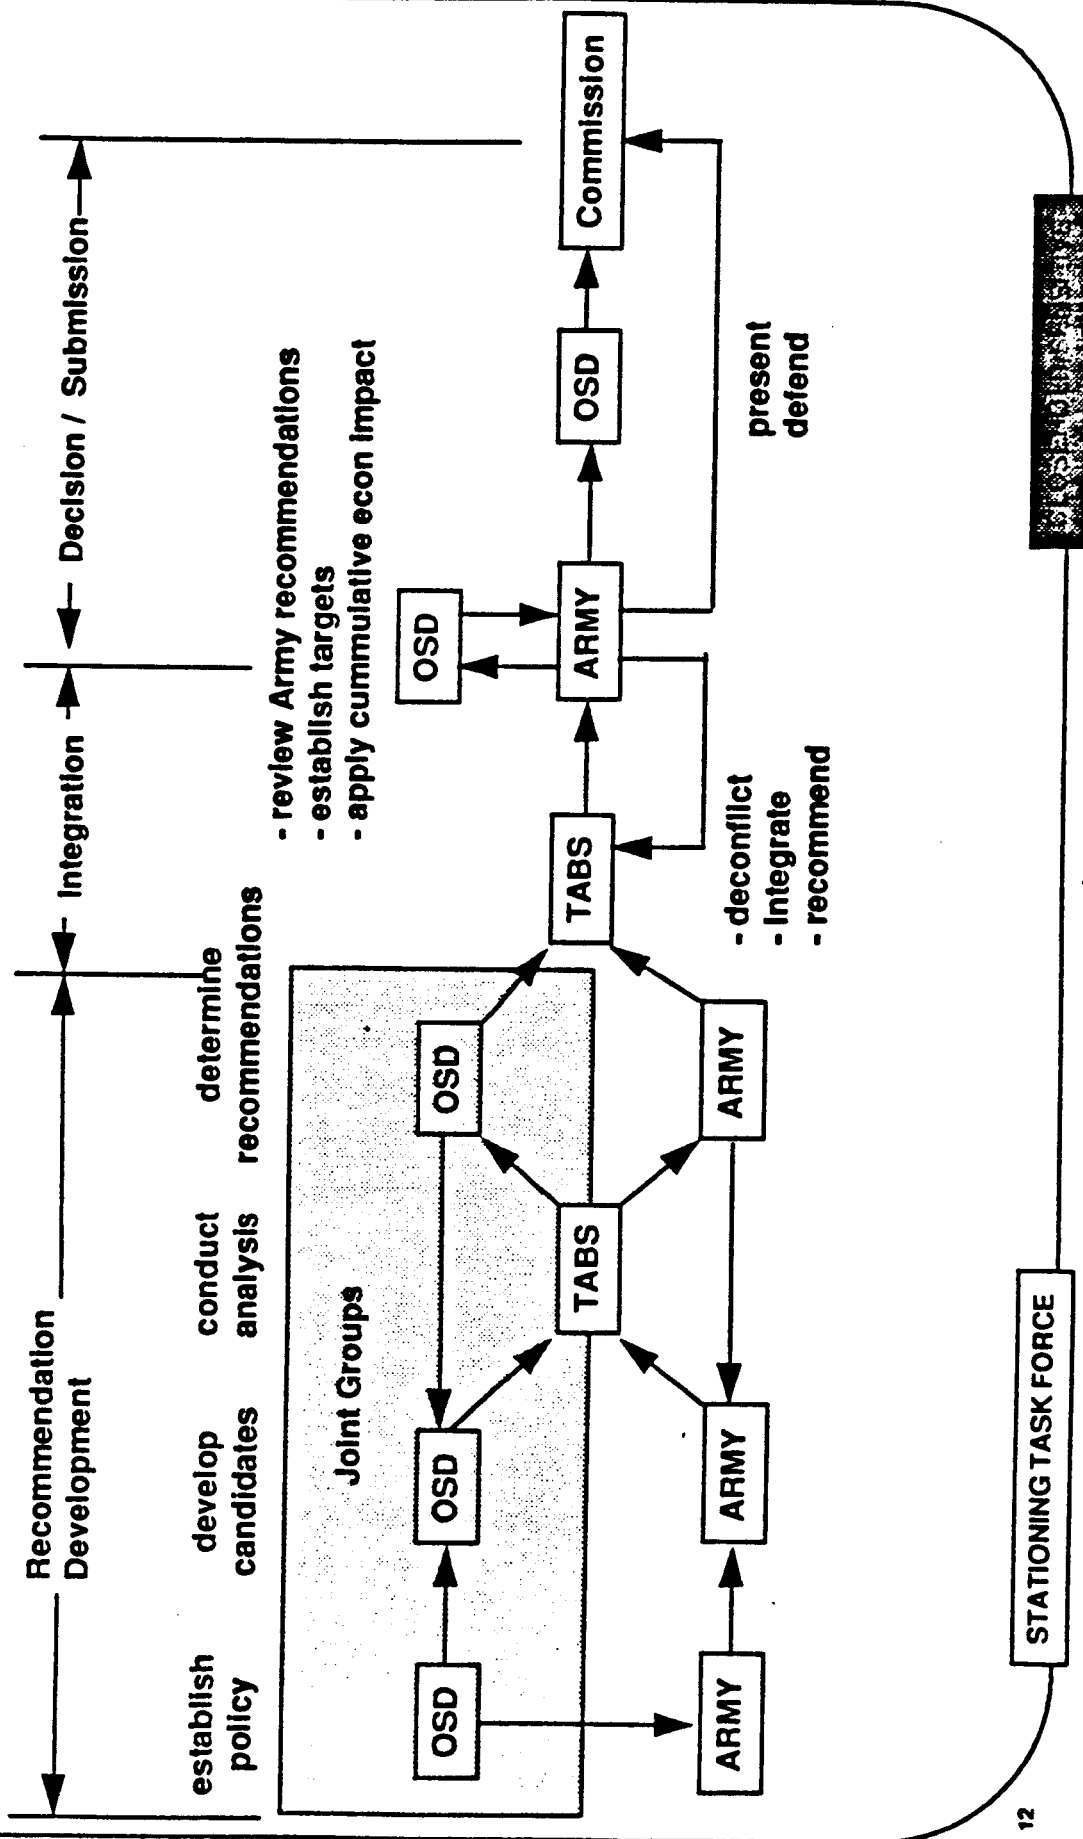 Recommendation
Development
Integration
Decision / Submission
establish
policy
develop
candidates
conduct
analysis
determine
recommendations
- review Army recommendations
- establish targets
- apply cummulative econ impact
Joint Groups
OSD
OSD
OSD
OSD
TABS
TABS
ARMY
OSD
Commission
ARMY
ARMY
ARMY
- deconflict
- Integrate
- recommend
present
defend
12
STATIONING TASK FORCE